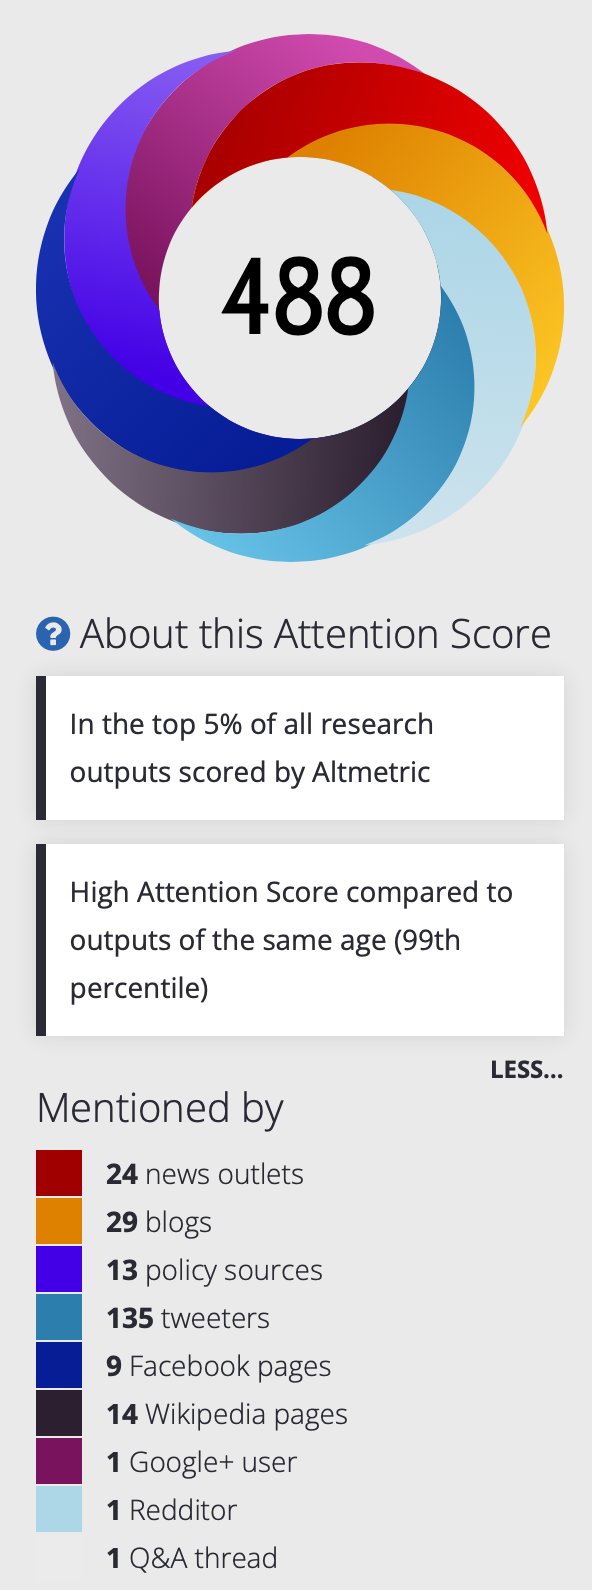 488
? About this Attention Score
In the top 5% of all research
outputs scored by Altmetric
High Attention Score compared to
outputs of the same age (99th
percentile)
LESS...
Mentioned by
24 news outlets
29 blogs
13 policy sources
135 tweeters
9 Facebook pages
14 Wikipedia pages
1 Google+ user
1 Redditor
1 Q&A thread